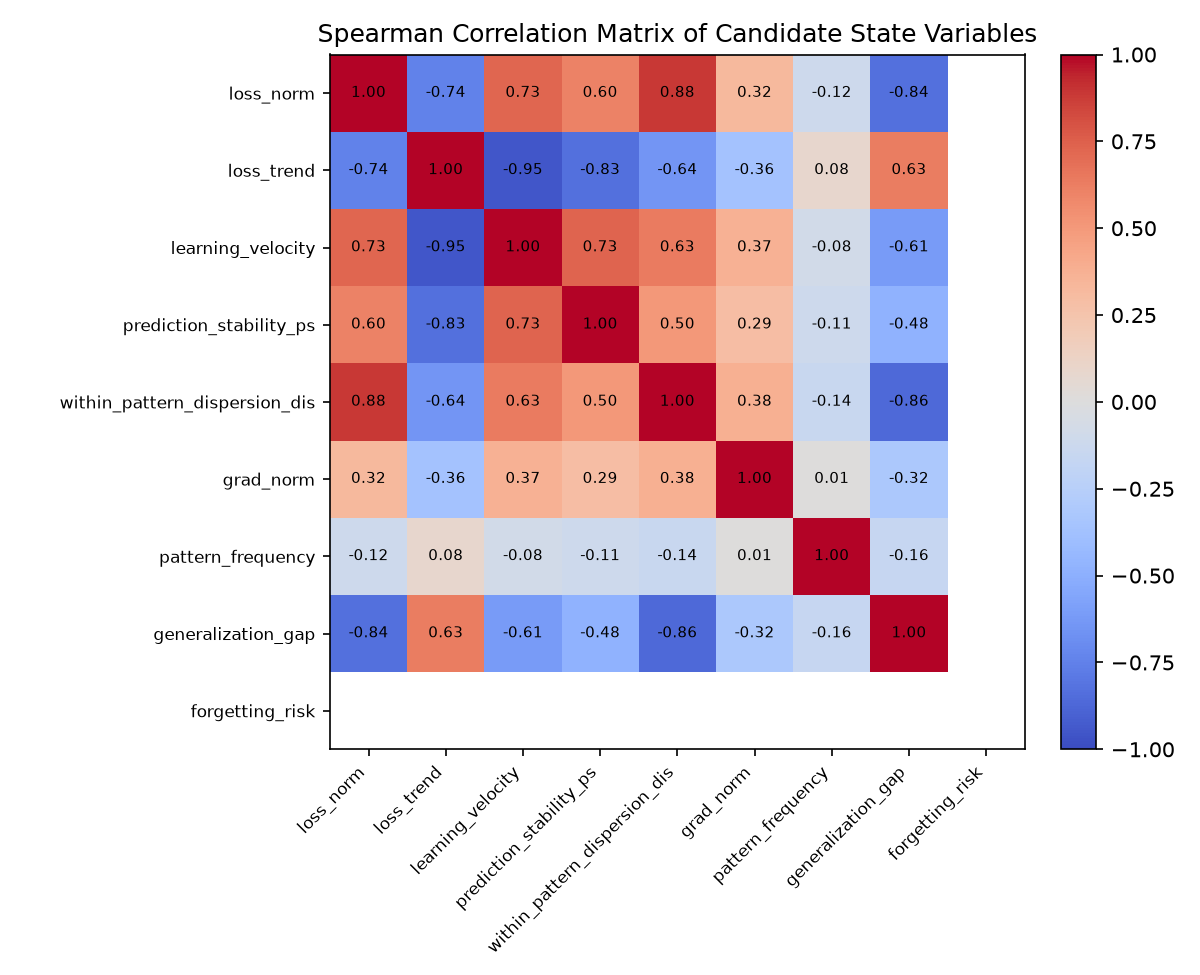 Spearman Correlation Matrix of Candidate State Variables
loss_norm 1.00 -0.74 0.73 0.60 0.88 0.32 -0.12 -0.84
loss_trend -0.74 1.00 -0.95 -0.83 -0.64 -0.36 0.08 0.63
learning_velocity 0.73 -0.95 1.00 0.73 0.63 0.37 -0.08 -0.61
prediction_stability_ps 0.60 -0.83 0.73 1.00 0.50 0.29 -0.11 -0.48
within_pattern_dispersion_dis 0.88 -0.64 0.63 0.50 1.00 0.38 -0.14 -0.86
grad_norm 0.32 -0.36 0.37 0.29 0.38 1.00 0.01 -0.32
pattern_frequency -0.12 0.08 -0.08 -0.11 -0.14 0.01 1.00 -0.16
generalization_gap -0.84 0.63 -0.61 -0.48 -0.86 -0.32 -0.16 1.00
forgetting_risk
loss_norm
loss_trend
learning_velocity
prediction_stability_ps
within_pattern_dispersion_dis
grad_norm
pattern_frequency
generalization_gap
forgetting_risk
1.00
0.75
0.50
0.25
0.00
−0.25
−0.50
−0.75
−1.00